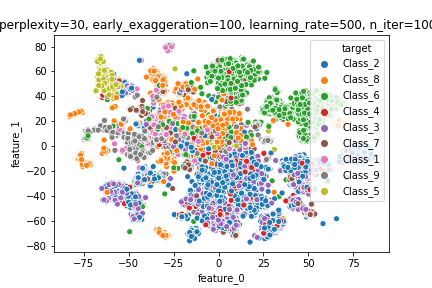 perplexity=30, early_exaggeration=100, learning_rate=500, n_iter=100
target
Class_2
Class_8
Class_6
Class_4
Class_3
Class_7
Class_1
Class_9
Class_5
feature_1
80
60
40
20
0
−20
−40
−60
−80
−75
−50
−25
0
25
50
75
feature_0